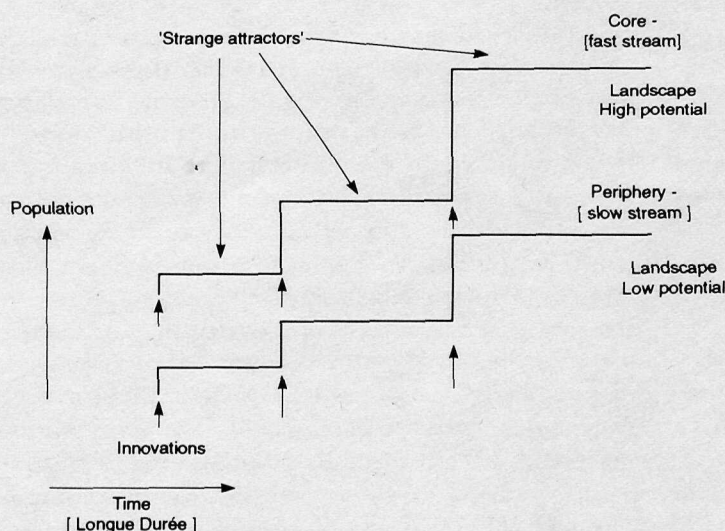 'Strange attractors'
Core -
[fast stream]
Landscape
High potential
Population
Periphery -
[ slow stream ]
Landscape
Low potential
Innovations
Time
[ Longue Durée ]